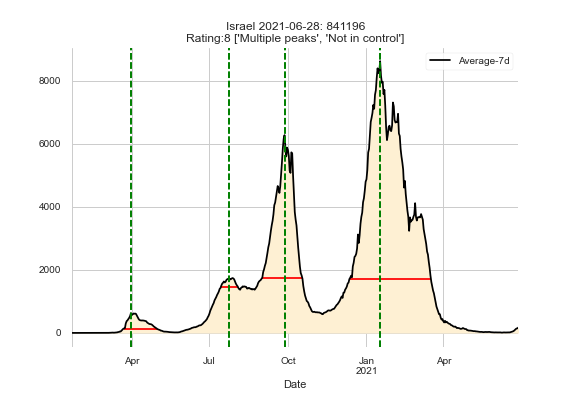 Israel 2021-06-28: 841196
Rating:8 ['Multiple peaks', 'Not in control']
Average-7d
8000
6000
4000
2000
0
Apr
Jul
Oct
Jan
2021
Apr
Date